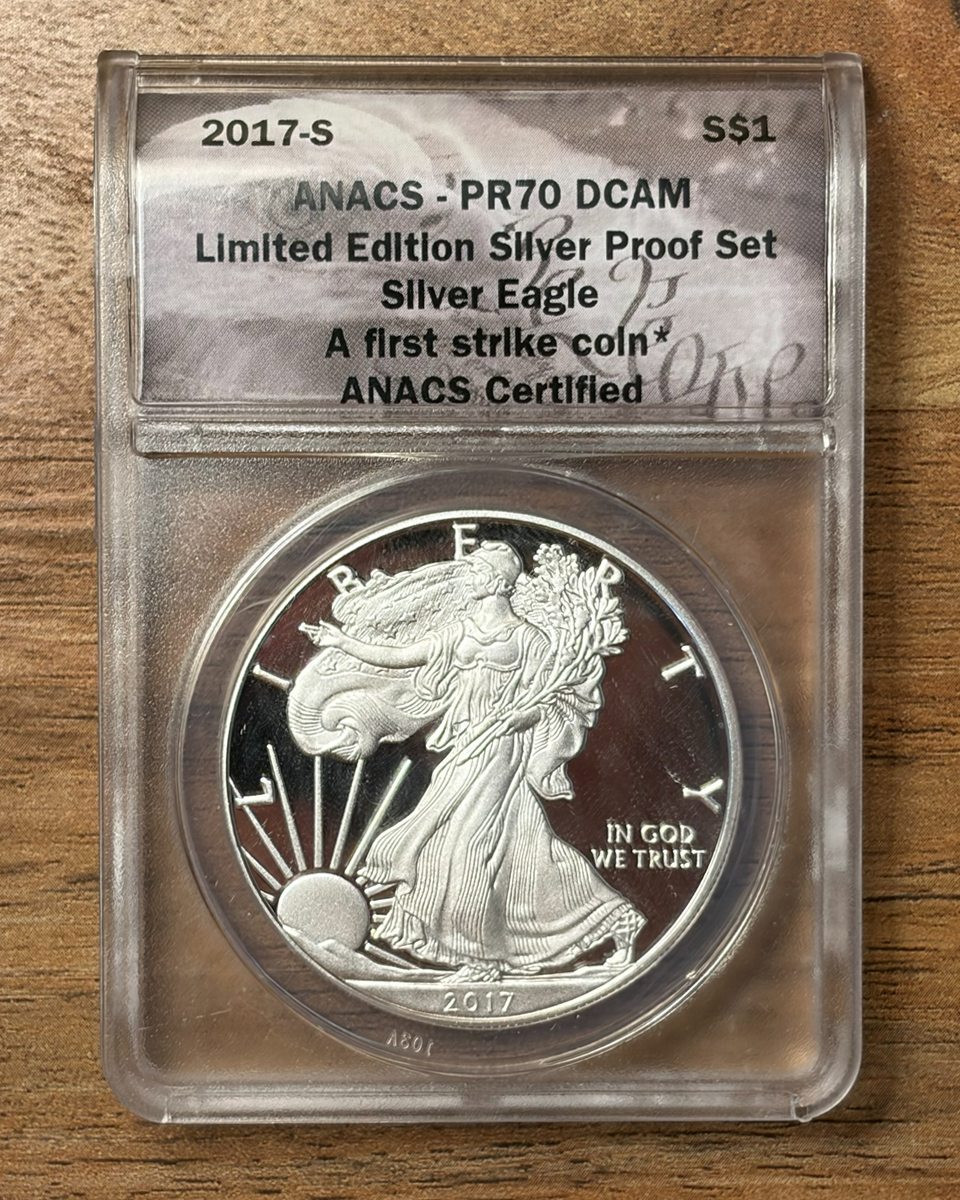 2017-S S$1
ANACS - PR70 DCAM
Limited Edition Silver Proof Set
Silver Eagle
A first strike coin*
ANACS Certified
LIBERTY
IN GOD
WE TRUST
2017
103V